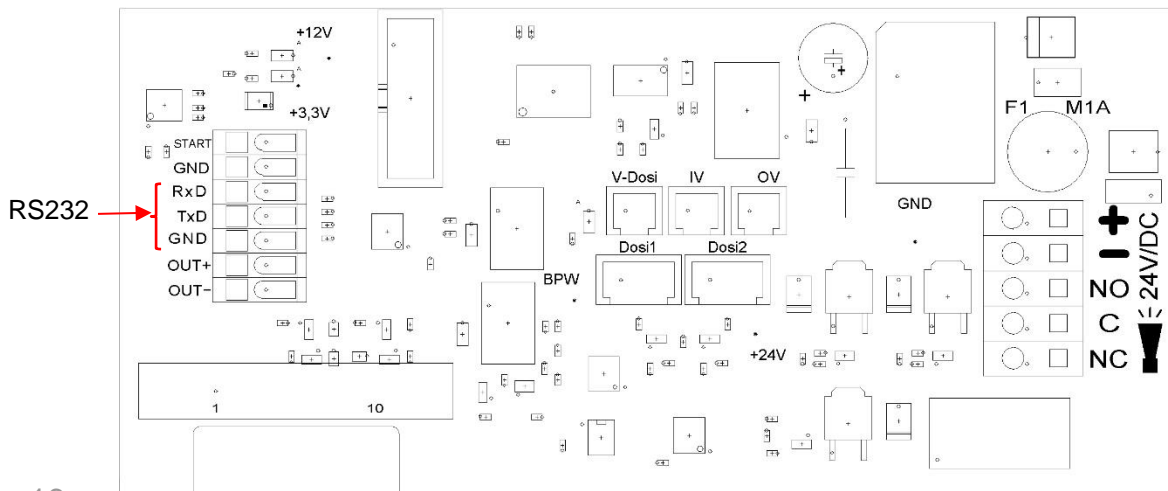 +12V
A
A
+3,3V
START
GND
RxD
TxD
GND
OUT+
OUT−
RS232
V-Dosi
IV
OV
A
Dosi1
Dosi2
BPW
+24V
+
+
F1
M1A
GND
+
−
NO
C
NC
24V/DC
1
10